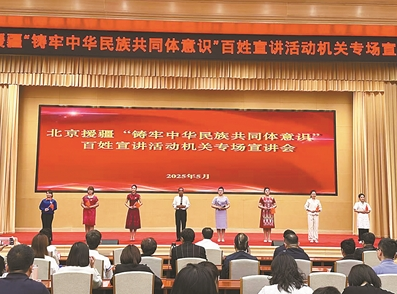 援疆“铸牢中华民族共同体意识”百姓宣讲活动机关专场宣
北京援疆 “铸牢中华民族共同体意识”
百姓宣讲活动机关专场宣讲会
2025年5月